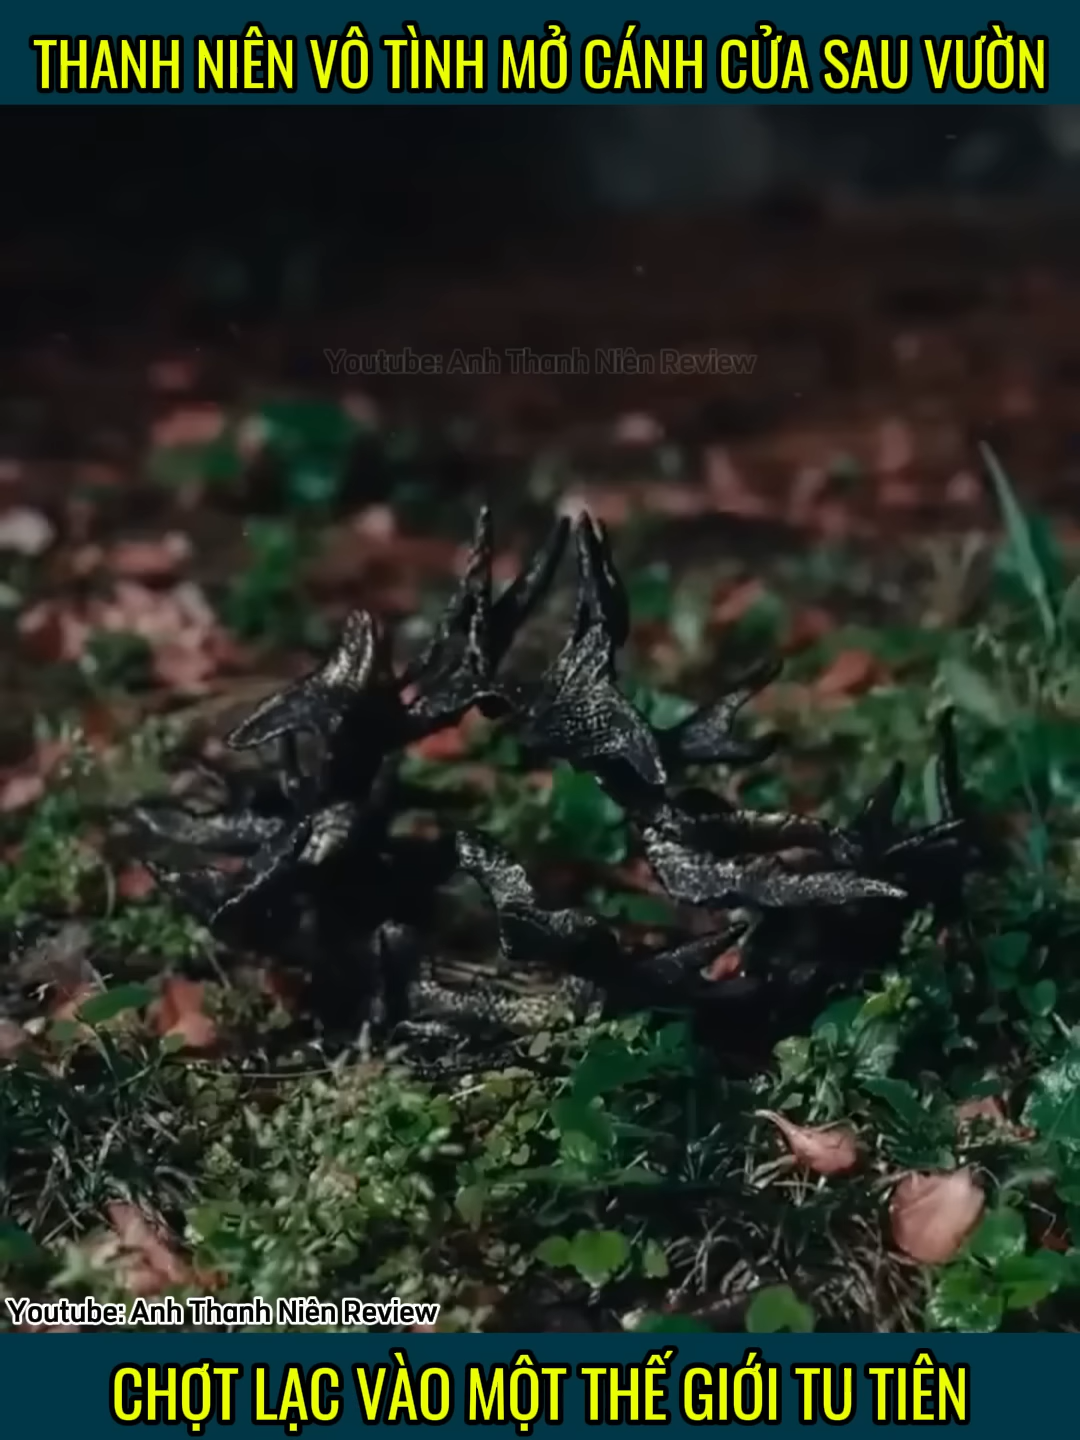 THANH NIÊN VÔ TÌNH MỞ CÁNH CỬA SAU VƯỜN
Youtube: Anh Thanh Niên Review
Youtube: Anh Thanh Niên Review
CHỢT LẠC VÀO MỘT THẾ GIỚI TU TIÊN